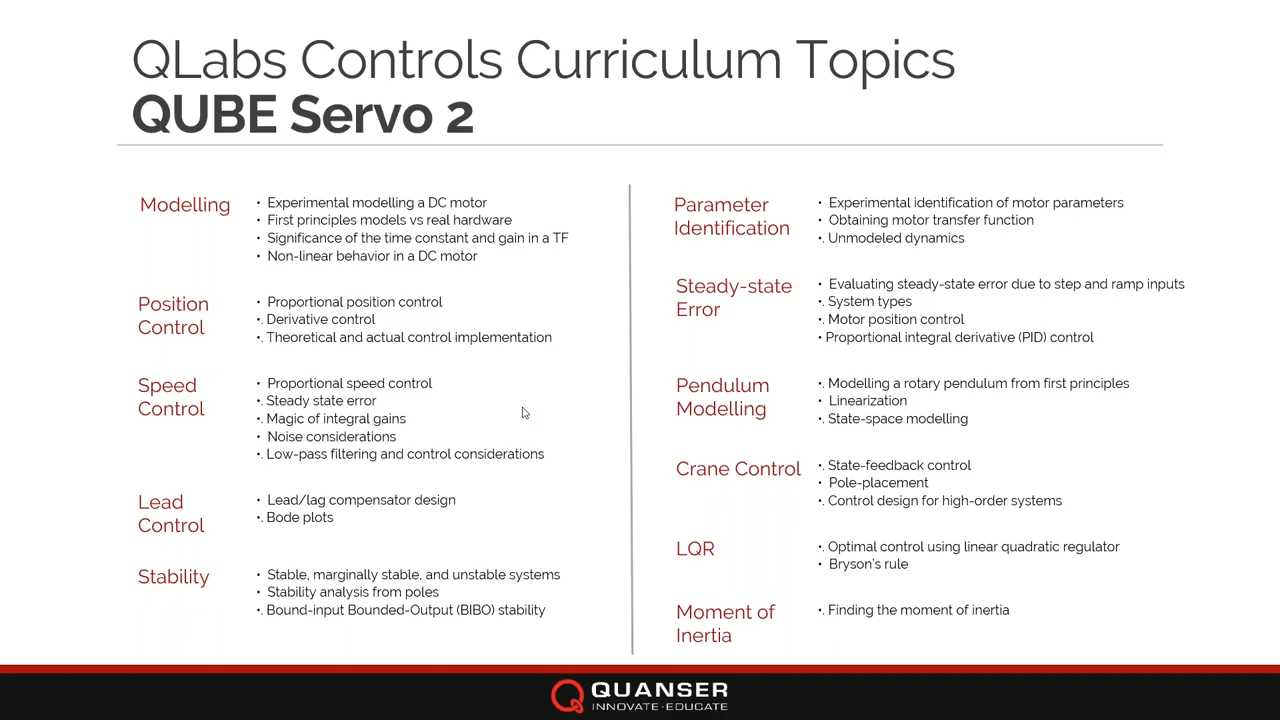 QLabs Controls Curriculum Topics
QUBE Servo 2
Modelling
• Experimental modelling a DC motor
• First principles models vs real hardware
• Significance of the time constant and gain in a TF
• Non-linear behavior in a DC motor
Position
Control
• Proportional position control
•. Derivative control
•. Theoretical and actual control implementation
Speed
Control
• Proportional speed control
•. Steady state error
•. Magic of integral gains
• Noise considerations
•. Low-pass filtering and control considerations
Lead
Control
• Lead/lag compensator design
•. Bode plots
Stability
• Stable, marginally stable, and unstable systems
• Stability analysis from poles
•. Bound-input Bounded-Output (BIBO) stability
Parameter
Identification
• Experimental identification of motor parameters
• Obtaining motor transfer function
•. Unmodeled dynamics
Steady-state
Error
• Evaluating steady-state error due to step and ramp inputs
•. System types
•. Motor position control
• Proportional integral derivative (PID) control
Pendulum
Modelling
•. Modelling a rotary pendulum from first principles
• Linearization
•. State-space modelling
Crane Control
•. State-feedback control
• Pole-placement
•. Control design for high-order systems
LQR
•. Optimal control using linear quadratic regulator
• Bryson's rule
Moment of
Inertia
•. Finding the moment of inertia
QUANSER
INNOVATE·EDUCATE